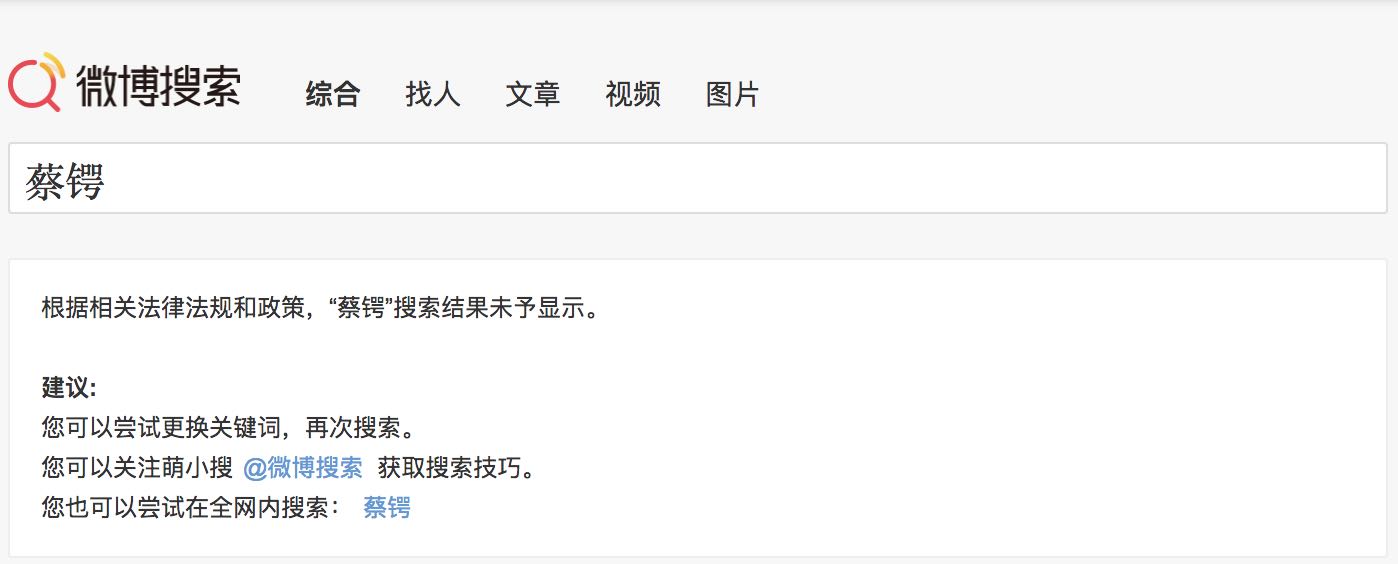 微博搜索 综合 找人 文章 视频 图片
蔡锷
根据相关法律法规和政策，“蔡锷”搜索结果未予显示。
建议:
您可以尝试更换关键词，再次搜索。
您可以关注萌小搜 @微博搜索 获取搜索技巧。
您也可以尝试在全网内搜索： 蔡锷